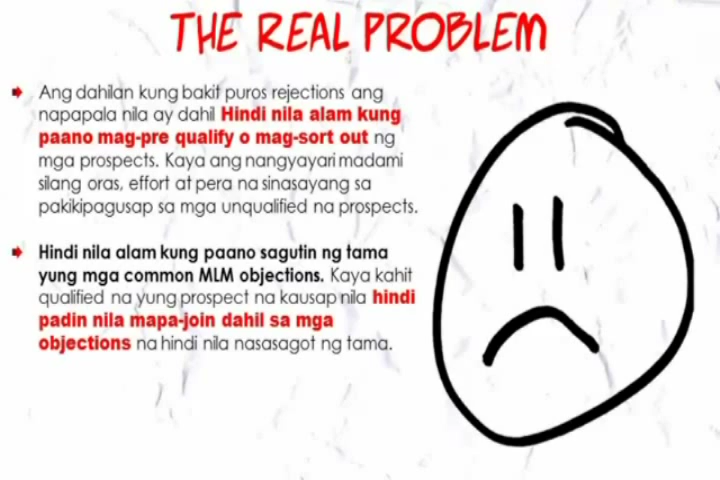 THE REAL PROBLEM
Ang dahilan kung bakit puros rejections ang
napapala nila ay dahil Hindi nila alam kung
paano mag-pre qualify o mag-sort out ng
mga prospects. Kaya ang nangyayari madami
silang oras, effort at pera na sinasayang sa
pakikipagusap sa mga unqualified na prospects.
Hindi nila alam kung paano sagutin ng tama
yung mga common MLM objections. Kaya kahit
qualified na yung prospect na kausap nila hindi
padin nila mapa-join dahil sa mga
objections na hindi nila nasasagot ng tama.